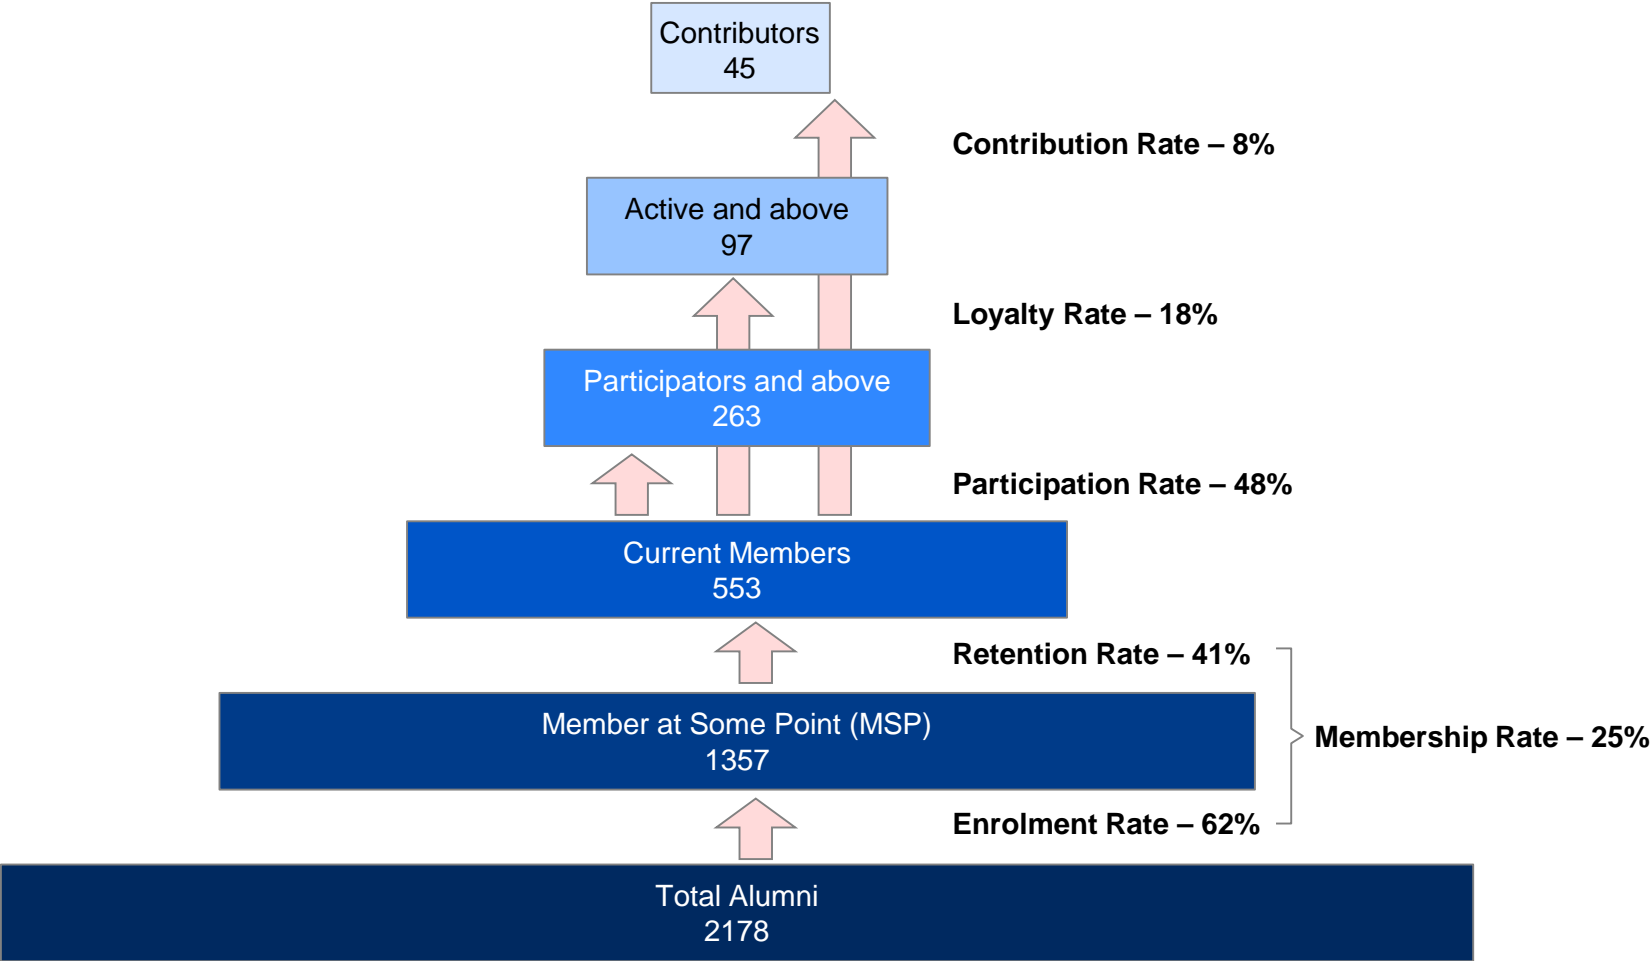 Contributors
45
Contribution Rate – 8%
Active and above
97
Loyalty Rate – 18%
Participators and above
263
Participation Rate – 48%
Current Members
553
Retention Rate – 41%
Member at Some Point (MSP)
1357
Membership Rate – 25%
Enrolment Rate – 62%
Total Alumni
2178